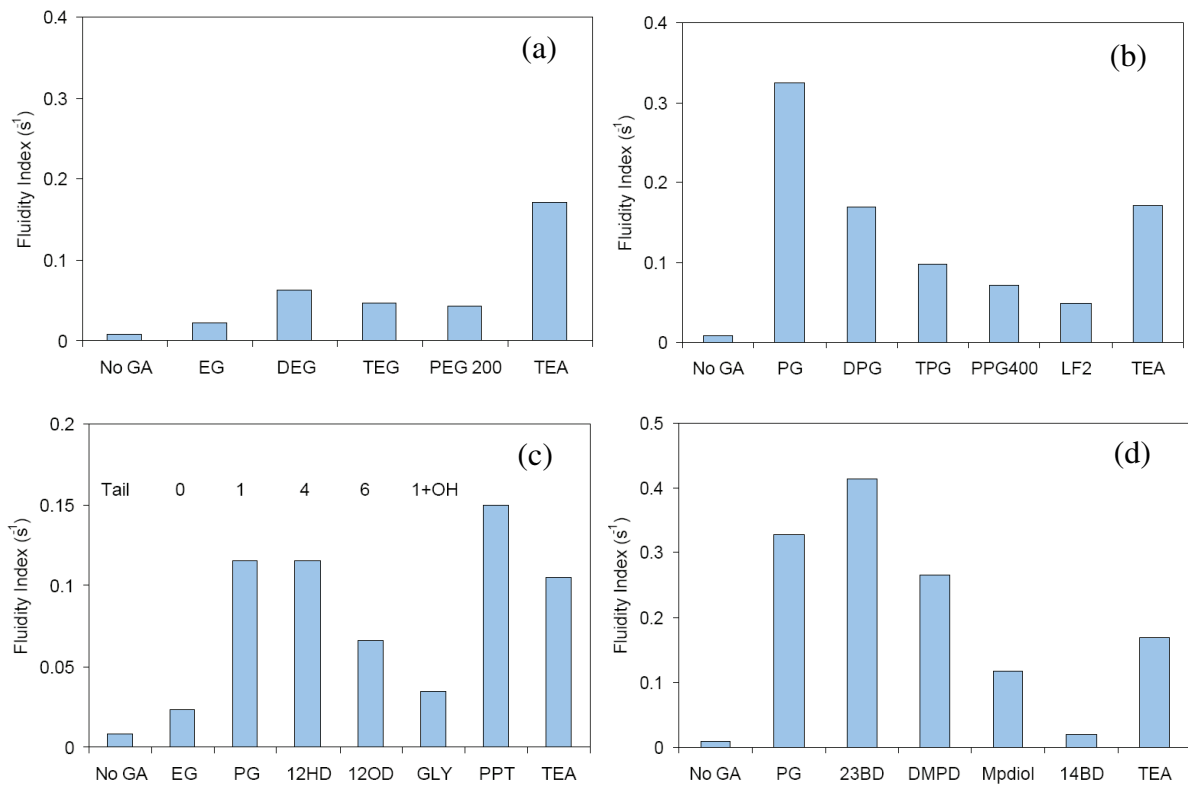 (a)
Fluidity Index (s⁻¹)
0.4
0.3
0.2
0.1
0
No GA EG DEG TEG PEG 200 TEA
(b)
Fluidity Index (s⁻¹)
0.4
0.3
0.2
0.1
0
No GA PG DPG TPG PPG400 LF2 TEA
(c)
Fluidity Index (s⁻¹)
0.2
0.15
0.1
0.05
0
Tail 0 1 4 6 1+OH
No GA EG PG 12HD 12OD GLY PPT TEA
(d)
Fluidity Index (s⁻¹)
0.5
0.4
0.3
0.2
0.1
0
No GA PG 23BD DMPD Mpdiol 14BD TEA